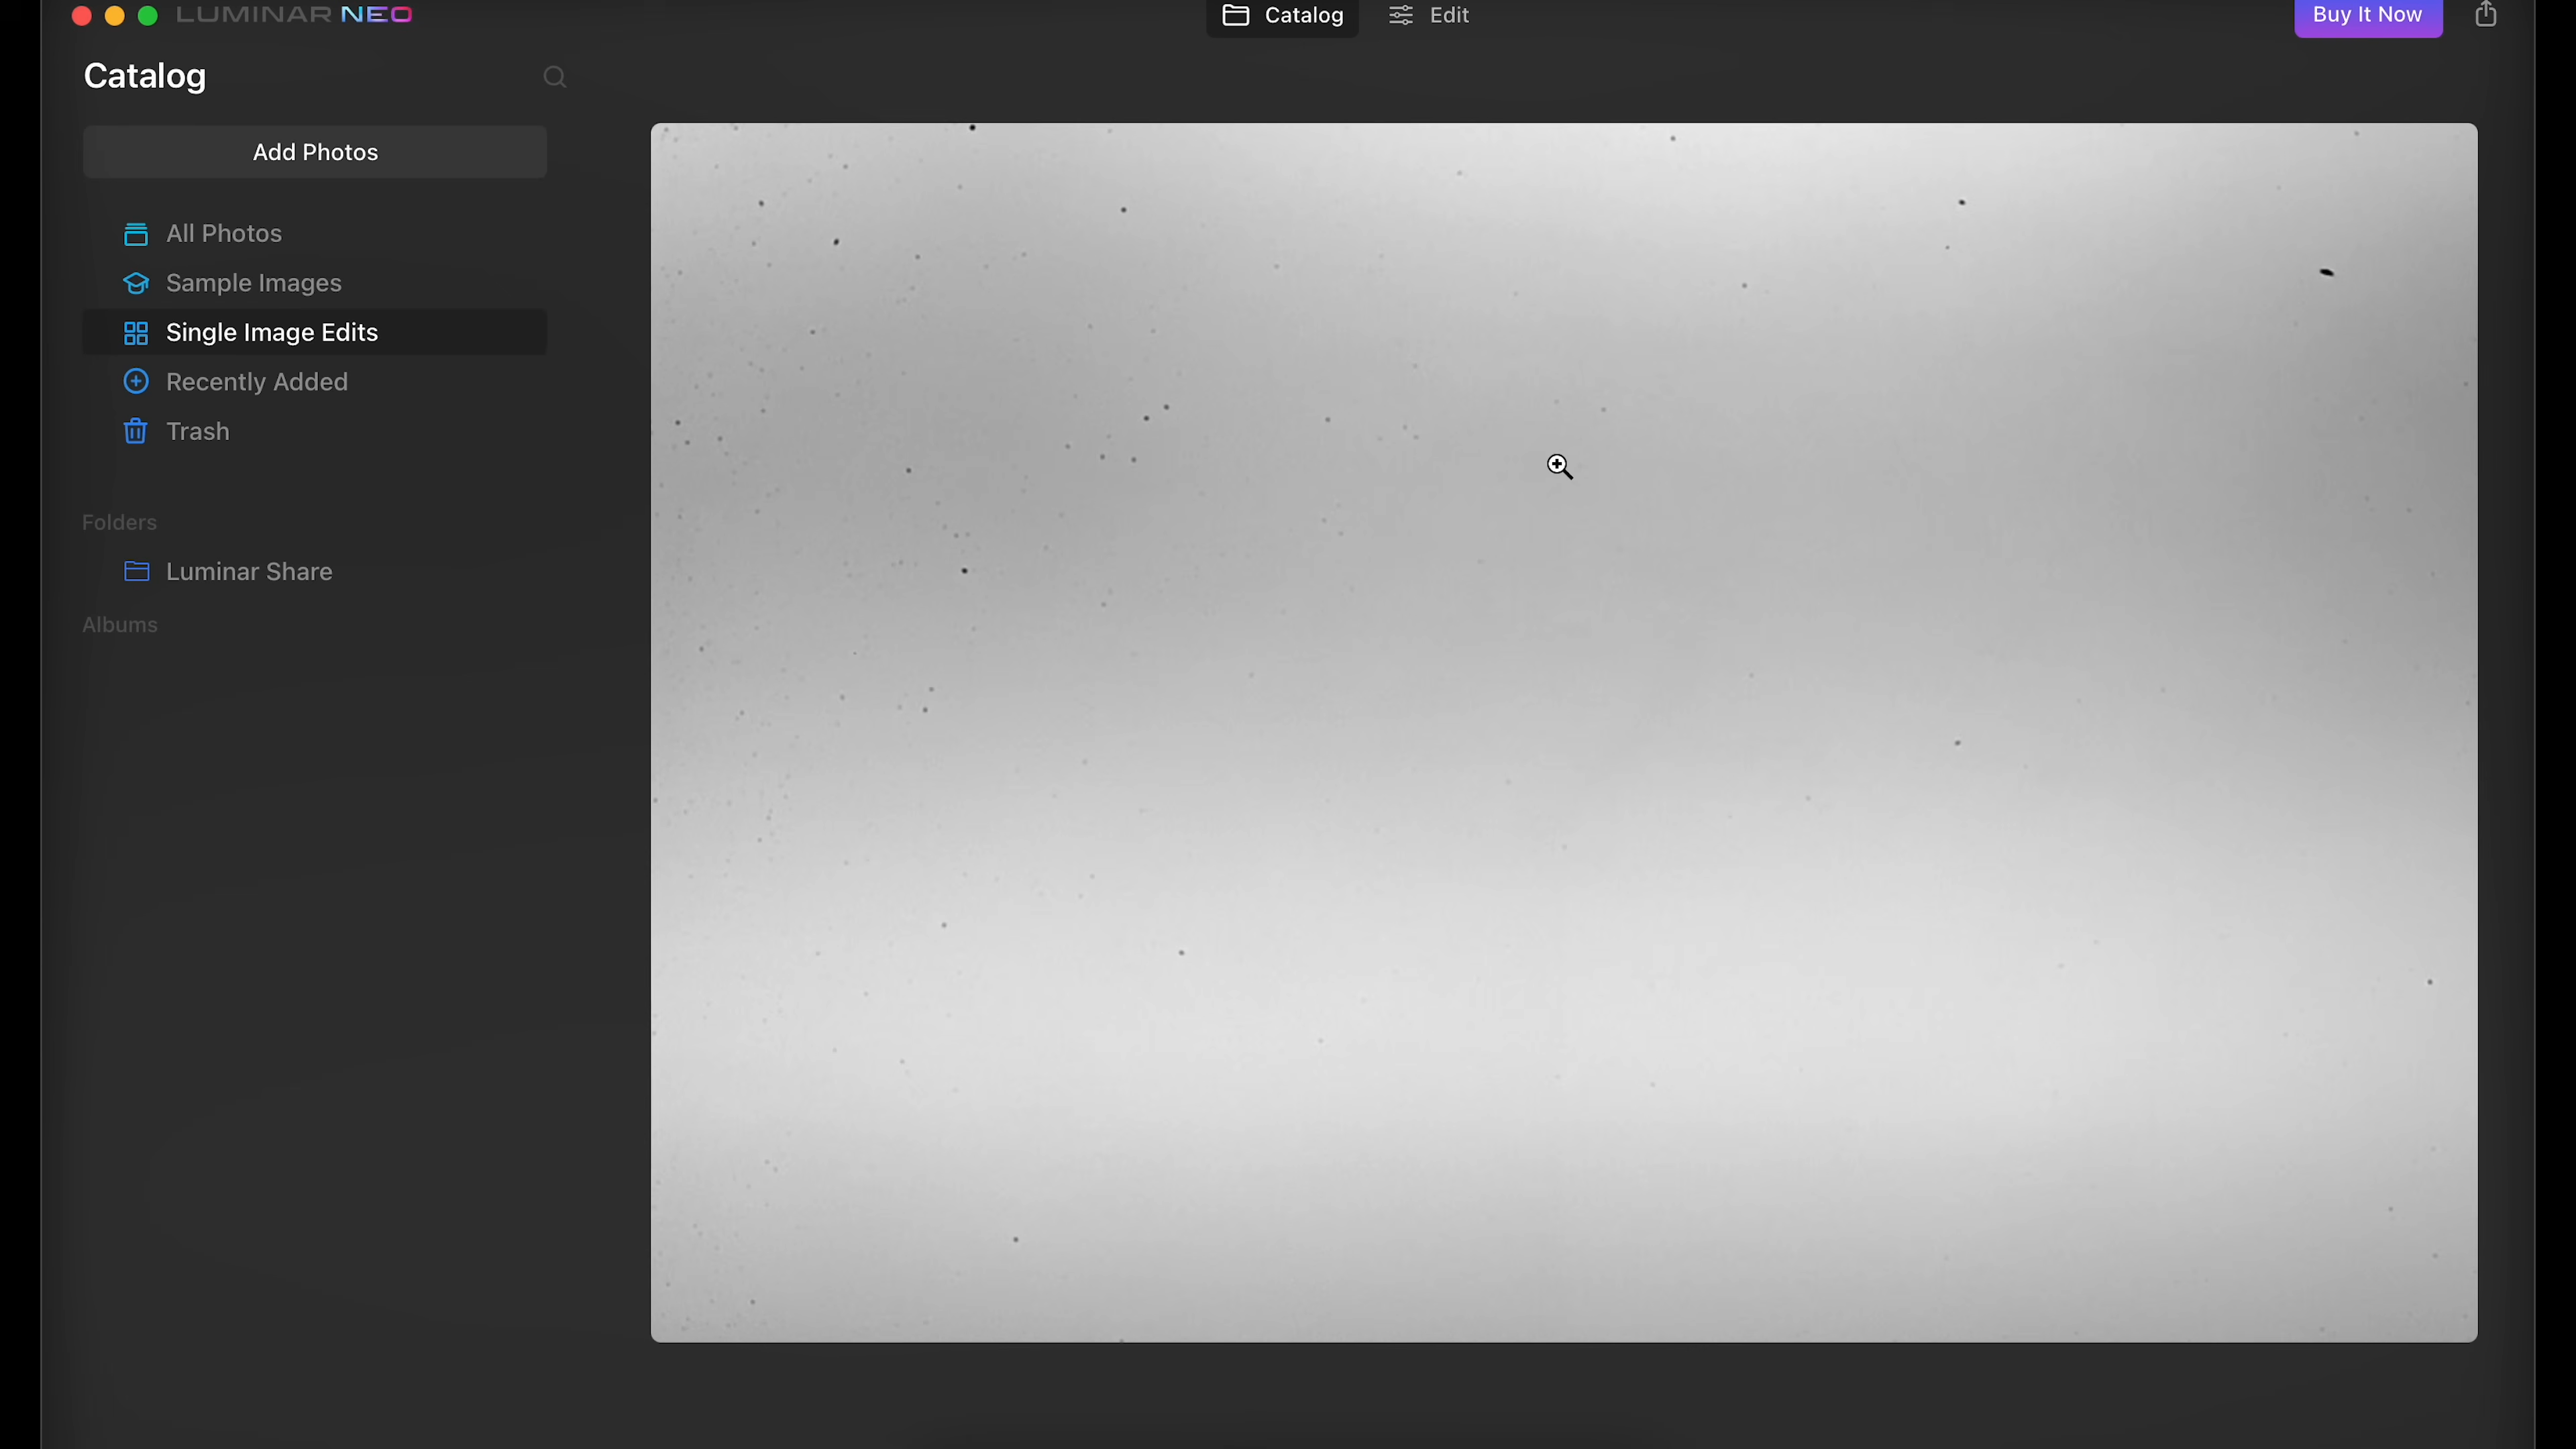 LUMINAR NEO
Catalog
Edit
Buy It Now
Catalog
Add Photos
All Photos
Sample Images
Single Image Edits
Recently Added
Trash
Folders
Luminar Share
Albums